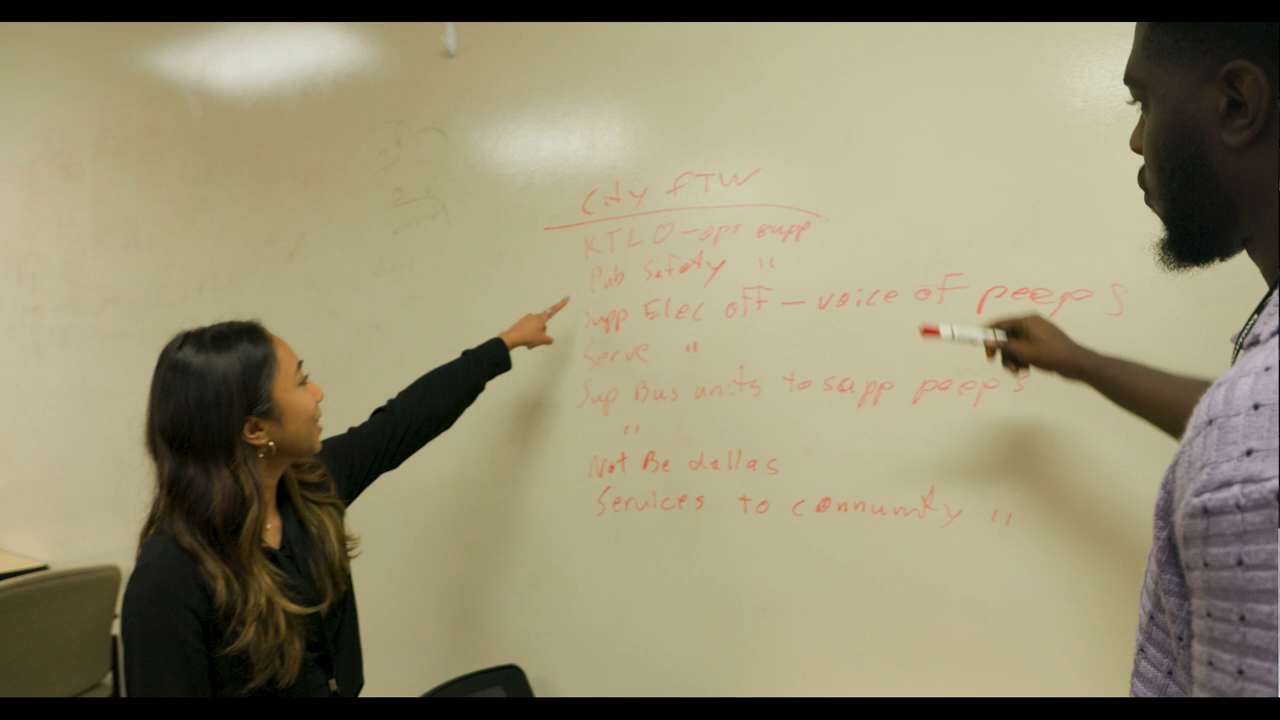 City FTW
KTLO-ops supp
Pub Safety "
Supp Elec off - voice of peeps
Serve "
Sup Bus units to supp peeps
"
Not Be dallas
Services to community "